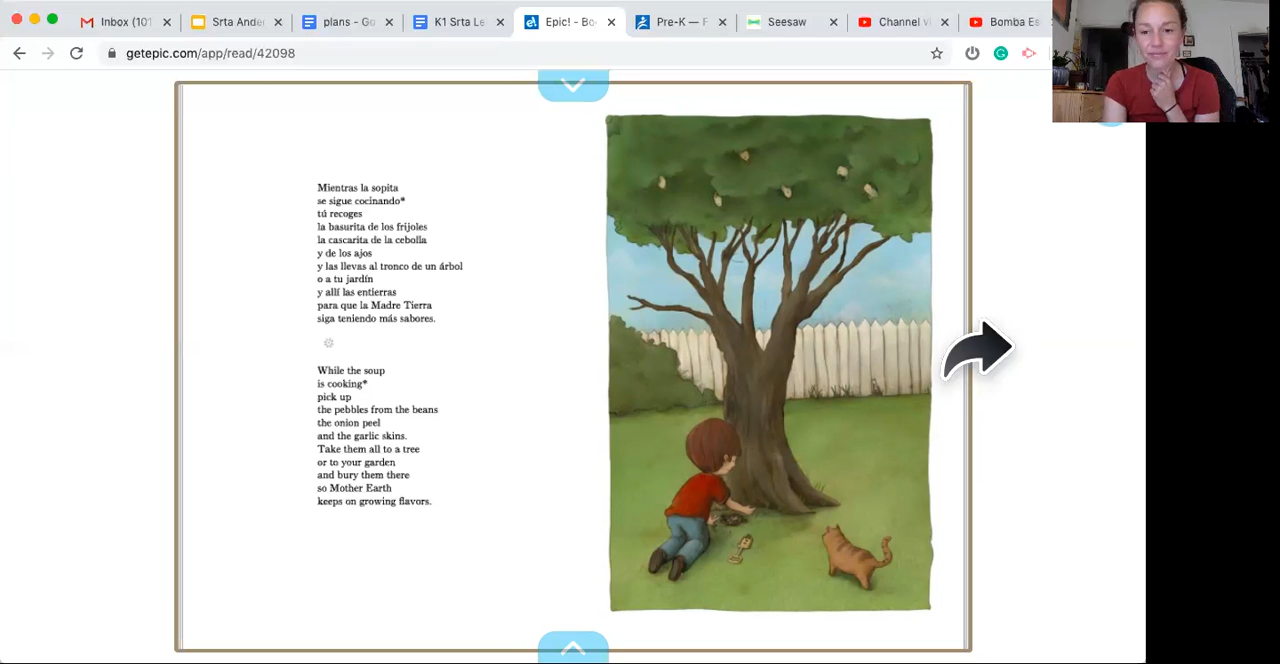 Inbox (101
Srta Ander
plans - Go
K1 Srta Le
Epic! - Bo
Pre-K — F
Seesaw
Channel vi
Bomba Es
getepic.com/app/read/42098
Mientras la sopita
se sigue cocinando*
tú recoges
la basurita de los frijoles
la cascarita de la cebolla
y de los ajos
y las llevas al tronco de un árbol
o a tu jardín
y allí las entierras
para que la Madre Tierra
siga teniendo más sabores.
While the soup
is cooking*
pick up
the pebbles from the beans
the onion peel
and the garlic skins.
Take them all to a tree
or to your garden
and bury them there
so Mother Earth
keeps on growing flavors.